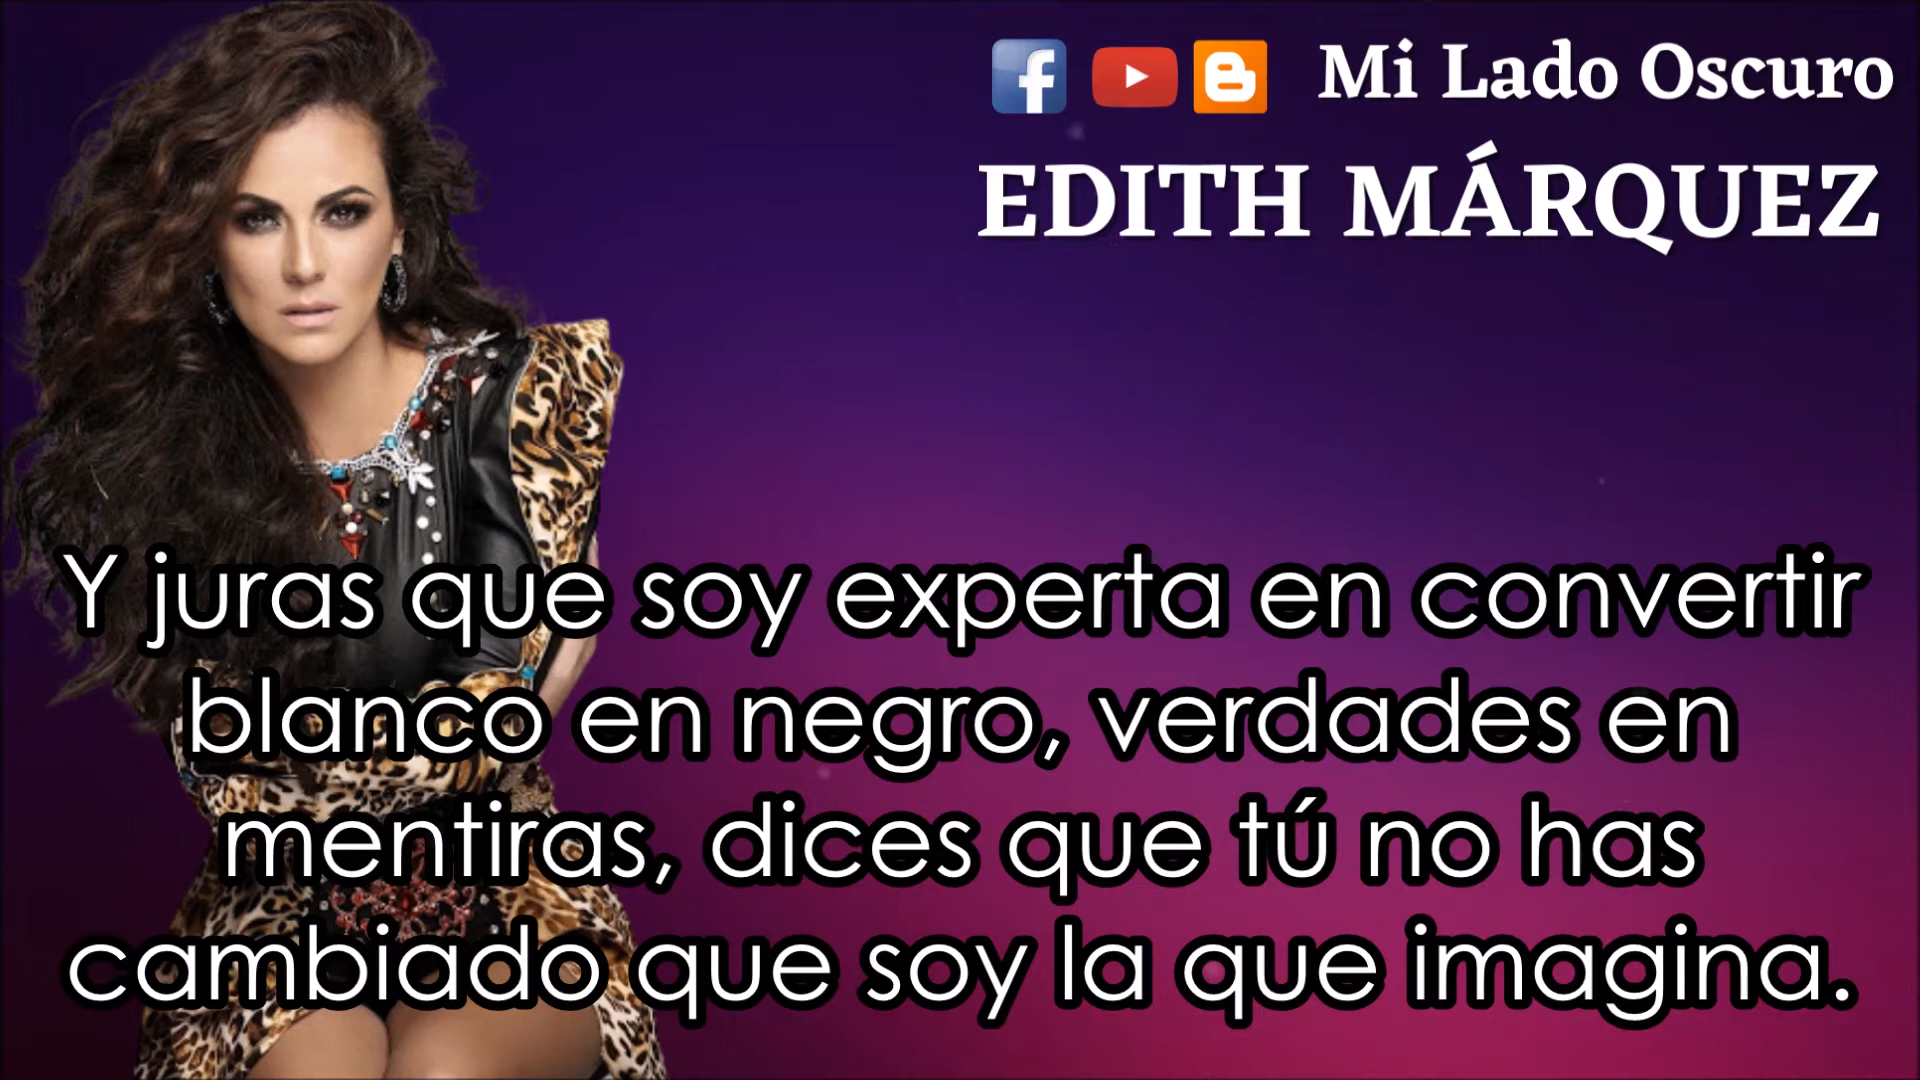 Mi Lado Oscuro
EDITH MÁRQUEZ
Y juras que soy experta en convertir
blanco en negro, verdades en
mentiras, dices que tú no has
cambiado que soy la que imagina.